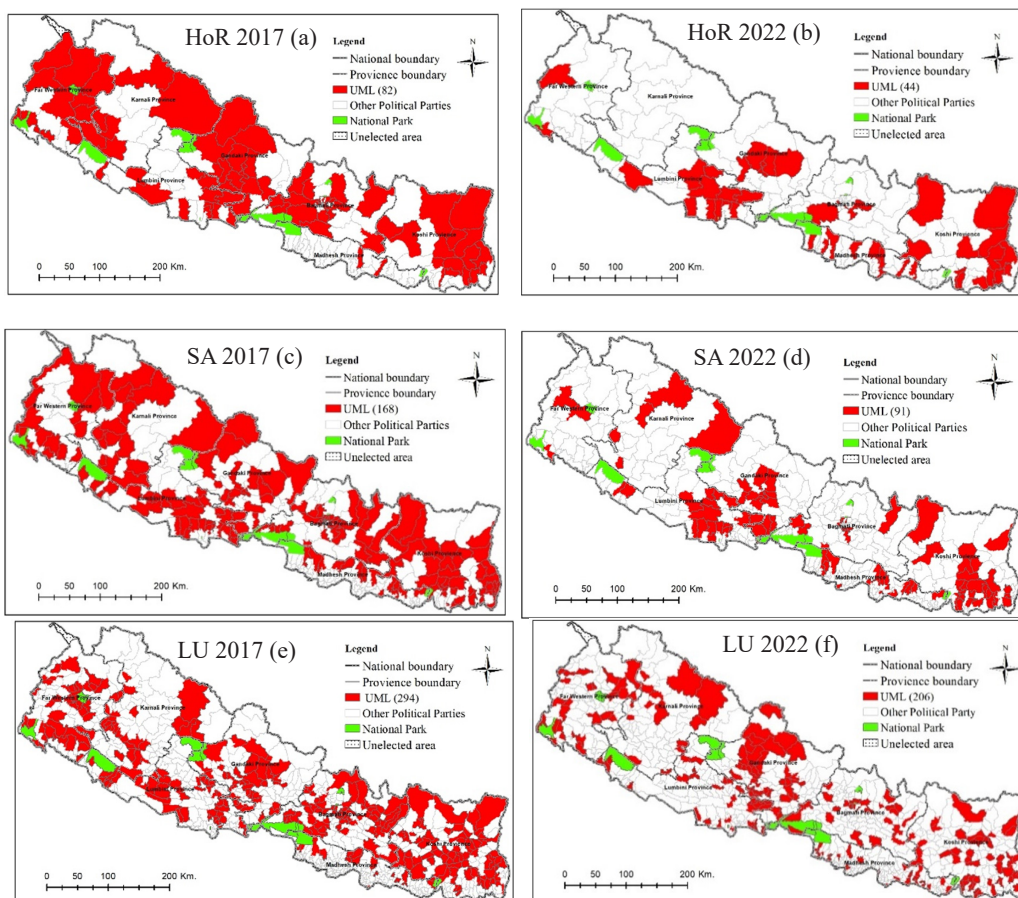 HoR 2017 (a)
N
Legend
National boundary
Provience boundary
UML (82)
Other Political Parties
National Park
Unelected area
Far Western Province
Karnali Province
Gandaki Province
Lumbini Province
Bagmati Province
Koshi Province
Madhesh Province
0 50 100 200 Km.
HoR 2022 (b)
N
Legend
National boundary
Provience boundary
UML (44)
Other Political Parties
National Park
Unelected area
Far Western Province
Karnali Province
Gandaki Province
Lumbini Province
Bagmati Province
Koshi Province
Madhesh Province
0 50 100 200 Km.
SA 2017 (c)
N
Legend
National boundary
Provience boundary
UML (168)
Other Political Parties
National Park
Unelected area
Far Western Province
Karnali Province
Gandaki Province
Lumbini Province
Bagmati Province
Koshi Province
Madhesh Province
0 50 100 200 Km.
SA 2022 (d)
N
Legend
National boundary
Provience boundary
UML (91)
Other Political Parties
National Park
Unelected area
Far Western Province
Karnali Province
Gandaki Province
Lumbini Province
Bagmati Province
Koshi Province
Madhesh Province
0 50 100 200 Km.
LU 2017 (e)
N
Legend
National boundary
Provience boundary
UML (294)
Other Political Parties
National Park
Unelected area
Far Western Province
Karnali Province
Gandaki Province
Lumbini Province
Bagmati Province
Koshi Province
Madhesh Province
0 50 100 200 Km.
LU 2022 (f)
N
Legend
National boundary
Provience boundary
UML (206)
Other Political Party
National Park
Unelected area
Far Western Province
Karnali Province
Gandaki Province
Lumbini Province
Bagmati Province
Koshi Province
Madhesh Province
0 50 100 200 Km.